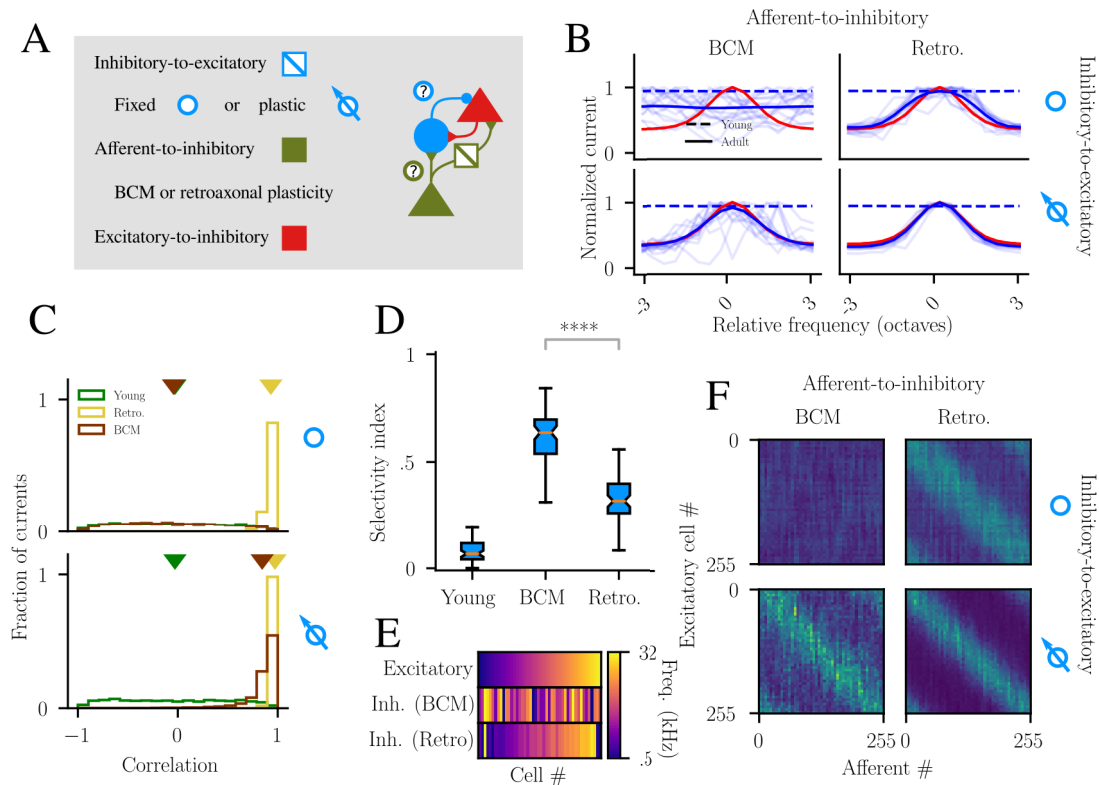 A
Inhibitory-to-excitatory
Fixed or plastic
Afferent-to-inhibitory
BCM or retroaxonal plasticity
Excitatory-to-inhibitory
?
?
B
Afferent-to-inhibitory
BCM
Retro.
Normalized current
1
0
1
0
Young
Adult
-3
0
3
-3
0
3
Relative frequency (octaves)
Inhibitory-to-excitatory
C
Fraction of currents
1
0
Young
Retro.
BCM
1
0
−1
0
1
Correlation
D
****
Selectivity index
1
.5
0
Young
BCM
Retro.
E
Excitatory
Inh. (BCM)
Inh. (Retro)
Cell #
32
.5
Freq. (kHz)
F
Afferent-to-inhibitory
BCM
Retro.
Excitatory cell #
0
255
0
255
0
255
0
255
Afferent #
Inhibitory-to-excitatory